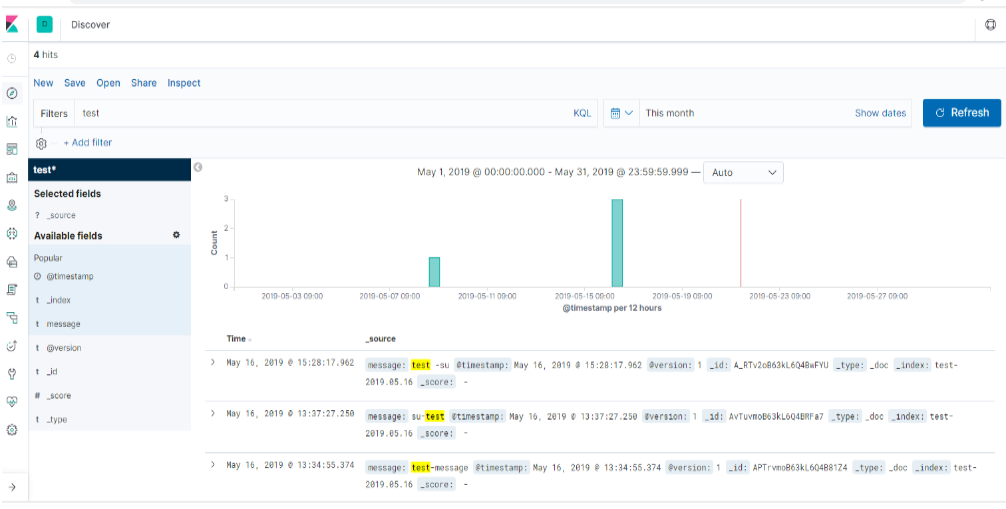 D Discover
4 hits
New Save Open Share Inspect
Filters test KQL This month Show dates Refresh
+ Add filter
test*
Selected fields
? _source
Available fields
Popular
@timestamp
t _index
t message
t @version
t _id
# _score
t _type
May 1, 2019 @ 00:00:00.000 - May 31, 2019 @ 23:59:59.999 — Auto
Count
3
2
1
0
2019-05-03 09:00 2019-05-07 09:00 2019-05-11 09:00 2019-05-15 09:00 2019-05-19 09:00 2019-05-23 09:00 2019-05-27 09:00
@timestamp per 12 hours
Time _source
May 16, 2019 @ 15:28:17.962 message: test -su @timestamp: May 16, 2019 @ 15:28:17.962 @version: 1 _id: A_RTv2oB63kL6Q4BwFYU _type: _doc _index: test-
2019.05.16 _score: -
May 16, 2019 @ 13:37:27.250 message: su-test @timestamp: May 16, 2019 @ 13:37:27.250 @version: 1 _id: AvTuvmoB63kL6Q4BRFa7 _type: _doc _index: test-
2019.05.16 _score: -
May 16, 2019 @ 13:34:55.374 message: test-message @timestamp: May 16, 2019 @ 13:34:55.374 @version: 1 _id: APTrvmoB63kL6Q4B81Z4 _type: _doc _index: test-
2019.05.16 _score: -